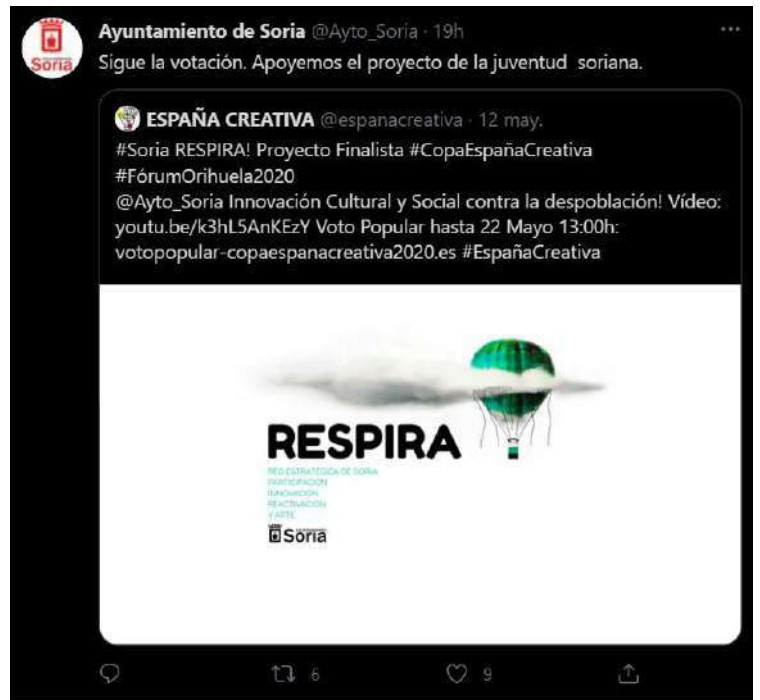 Ayuntamiento de Soria @Ayto_Soria · 19h
Sigue la votación. Apoyemos el proyecto de la juventud soriana.
ESPAÑA CREATIVA @espanacreativa · 12 may.
#Soria RESPIRA! Proyecto Finalista #CopaEspañaCreativa
#FórumOrihuela2020
@Ayto_Soria Innovación Cultural y Social contra la despoblación! Vídeo:
youtu.be/k3hL5AnKEzY Voto Popular hasta 22 Mayo 13:00h:
votopopular-copaespanacreativa2020.es #EspañaCreativa
RESPIRA
RED ESTRATÉGICA DE SORIA
PARTICIPACIÓN
INNOVACIÓN
REACTIVACIÓN
Y ARTE
Soria
6 9
Soria